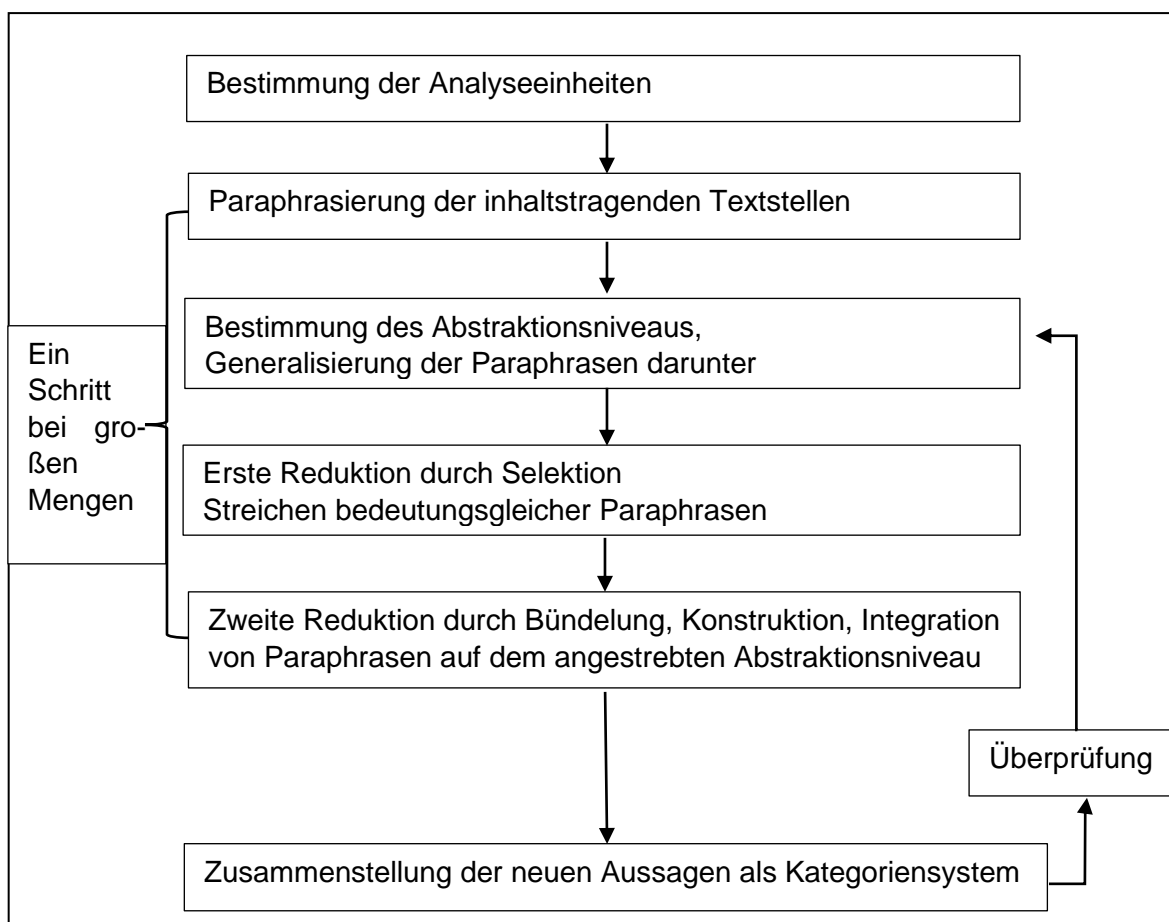 Bestimmung der Analyseeinheiten
Paraphrasierung der inhaltstragenden Textstellen
Bestimmung des Abstraktionsniveaus,
Generalisierung der Paraphrasen darunter
Ein
Schritt
bei gro-
ßen
Mengen
Erste Reduktion durch Selektion
Streichen bedeutungsgleicher Paraphrasen
Zweite Reduktion durch Bündelung, Konstruktion, Integration
von Paraphrasen auf dem angestrebten Abstraktionsniveau
Überprüfung
Zusammenstellung der neuen Aussagen als Kategoriensystem